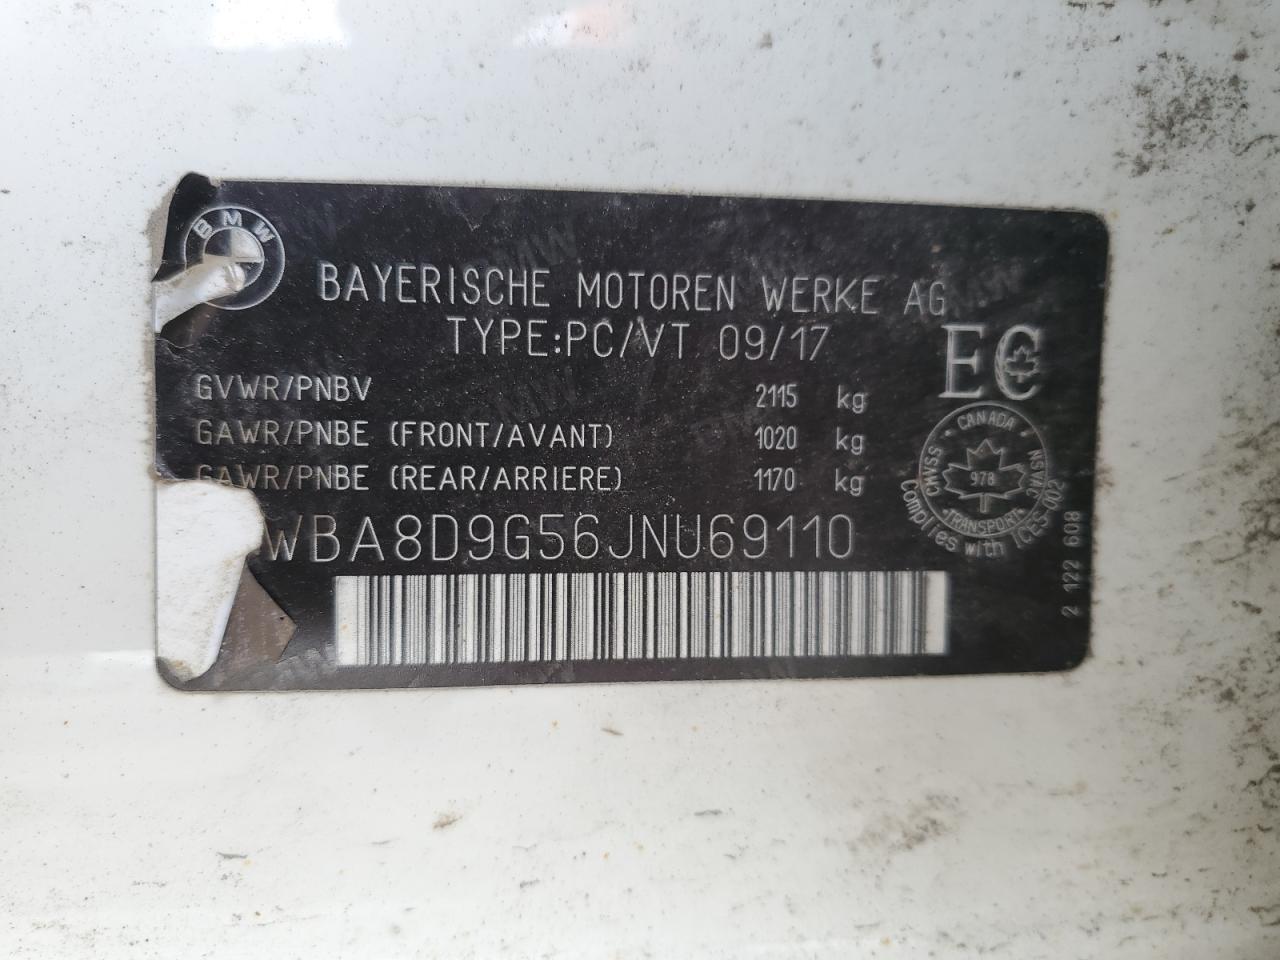 BMW
BAYERISCHE MOTOREN WERKE AG
TYPE:PC/VT 09/17
GVWR/PNBV 2115 kg
GAWR/PNBE (FRONT/AVANT) 1020 kg
GAWR/PNBE (REAR/ARRIERE) 1170 kg
WBA8D9G56JNU69110
EC
CANADA
CMVSS
NSVAC
978
TRANSPORT
Complies with ICES-002
2 122 608